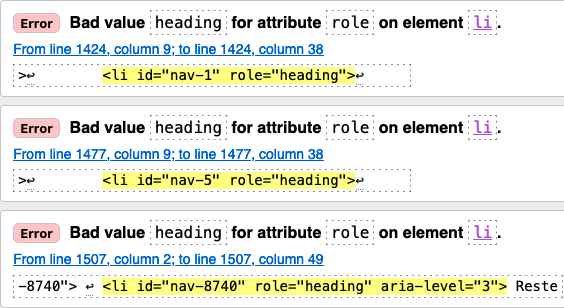 Error Bad value heading for attribute role on element li.
From line 1424, column 9; to line 1424, column 38
>↩ <li id="nav-1" role="heading">↩
Error Bad value heading for attribute role on element li.
From line 1477, column 9; to line 1477, column 38
>↩ <li id="nav-5" role="heading">↩
Error Bad value heading for attribute role on element li.
From line 1507, column 2; to line 1507, column 49
-8740"> ↩ <li id="nav-8740" role="heading" aria-level="3"> Reste